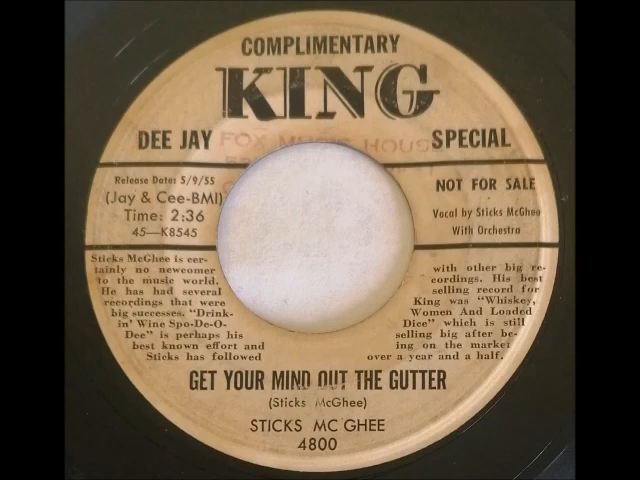 COMPLIMENTARY
KING
DEE JAY
SPECIAL
FOX MUSIC HOUSE
Release Date: 5/9/55
(Jay & Cee-BMI)
Time: 2:36
45—K8545
NOT FOR SALE
Vocal by Sticks McGhee
With Orchestra
Sticks McGhee is cer-
tainly no newcomer
to the music world.
He has had several
recordings that were
big successes. "Drink-
in' Wine Spo-De-O-
Dee" is perhaps his
best known effort and
Sticks has followed
with other big re-
cordings. His best
selling record for
King was "Whiskey,
Women And Loaded
Dice" which is still
selling big after be-
ing on the market
over a year and a half.
GET YOUR MIND OUT THE GUTTER
(Sticks McGhee)
STICKS MC GHEE
4800